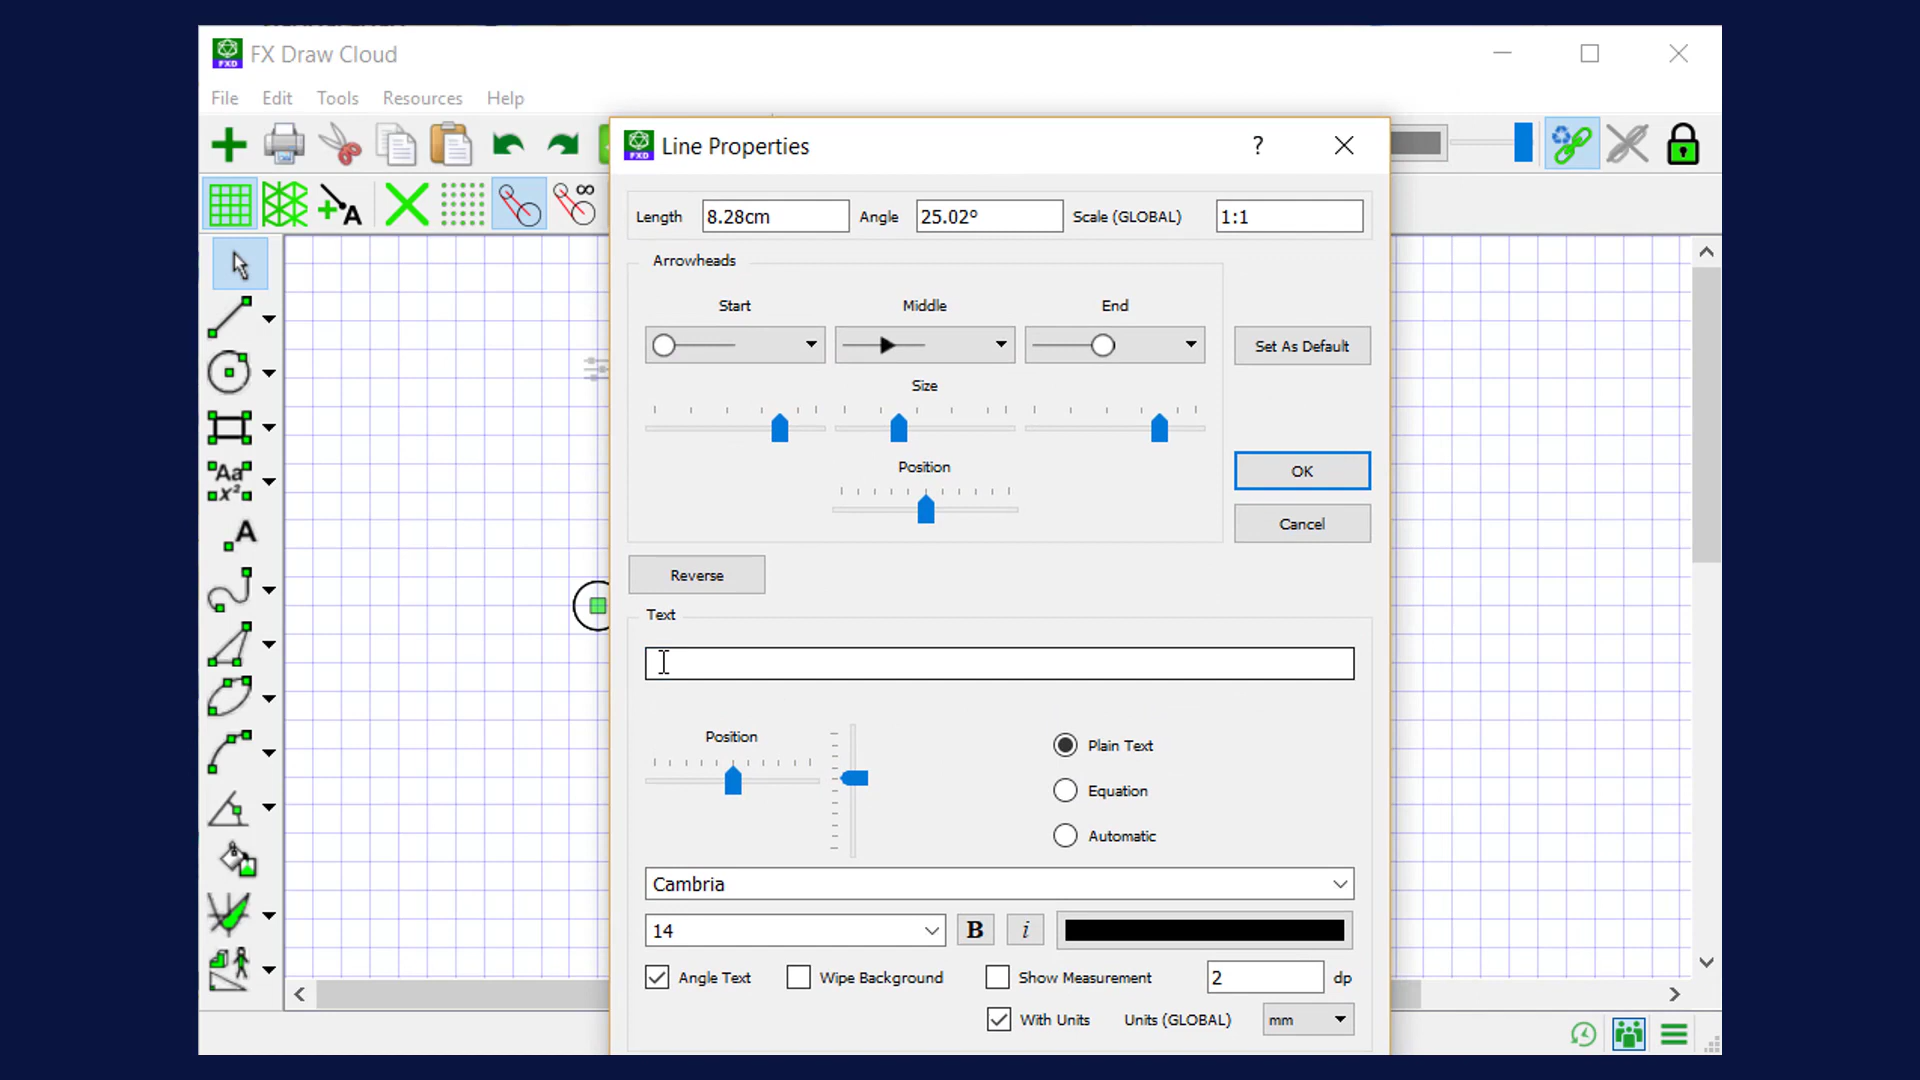 FX Draw Cloud
File Edit Tools Resources Help
Line Properties ?
Length 8.28cm Angle 25.02° Scale (GLOBAL) 1:1
Arrowheads
Start Middle End
Set As Default
Size
Position
OK
Cancel
Reverse
Text
Position
Plain Text
Equation
Automatic
Cambria
14 B i
Angle Text Wipe Background Show Measurement 2 dp
With Units Units (GLOBAL) mm